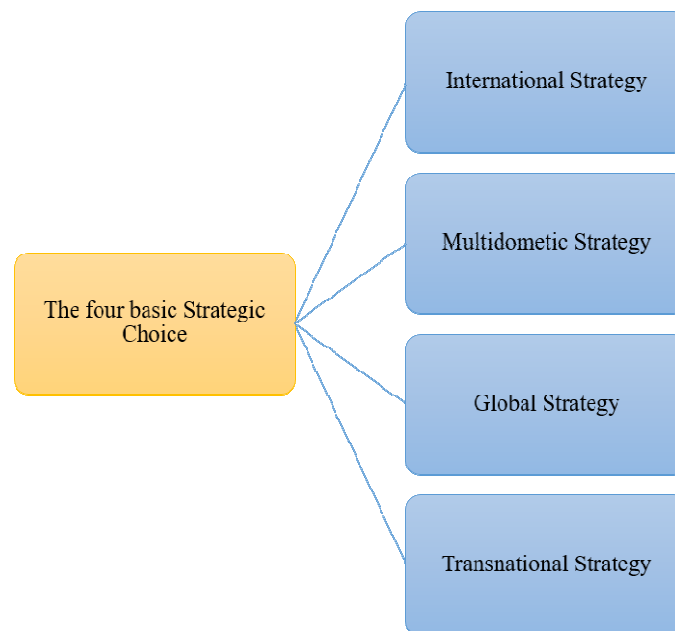 International Strategy
Multidometic Strategy
The four basic Strategic
Choice
Global Strategy
Transnational Strategy